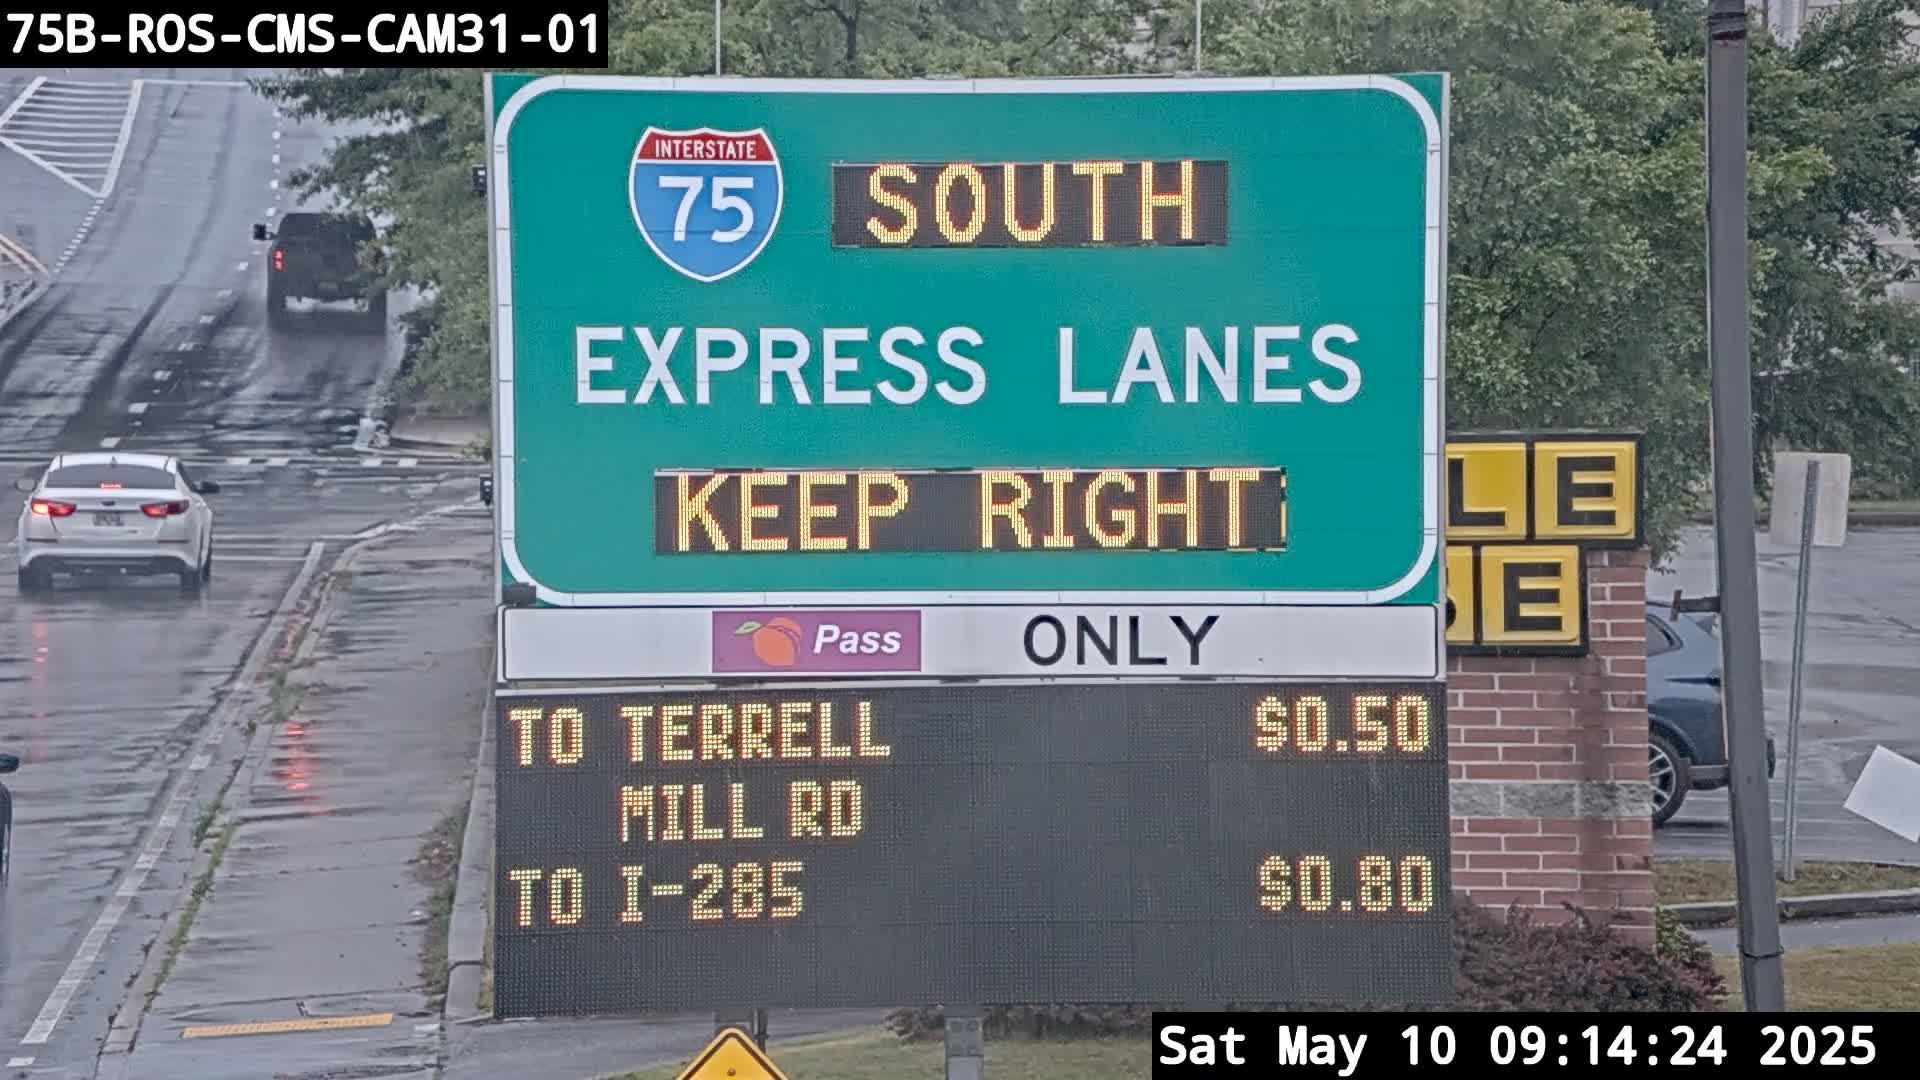 75B-ROS-CMS-CAM31-01
INTERSTATE
75
SOUTH
EXPRESS LANES
KEEP RIGHT
Pass ONLY
TO TERRELL $0.50
MILL RD
TO I-285 $0.80
LE
E
Sat May 10 09:14:24 2025